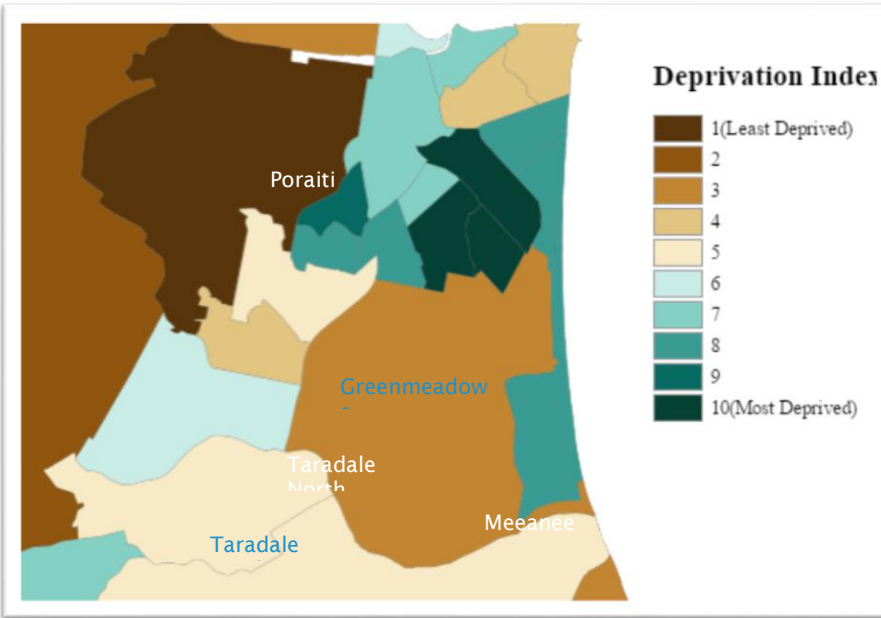 Deprivation Index
1(Least Deprived)
2
3
4
5
6
7
8
9
10(Most Deprived)
Poraiti
Greenmeadow
Taradale
North
Meeanee
Taradale